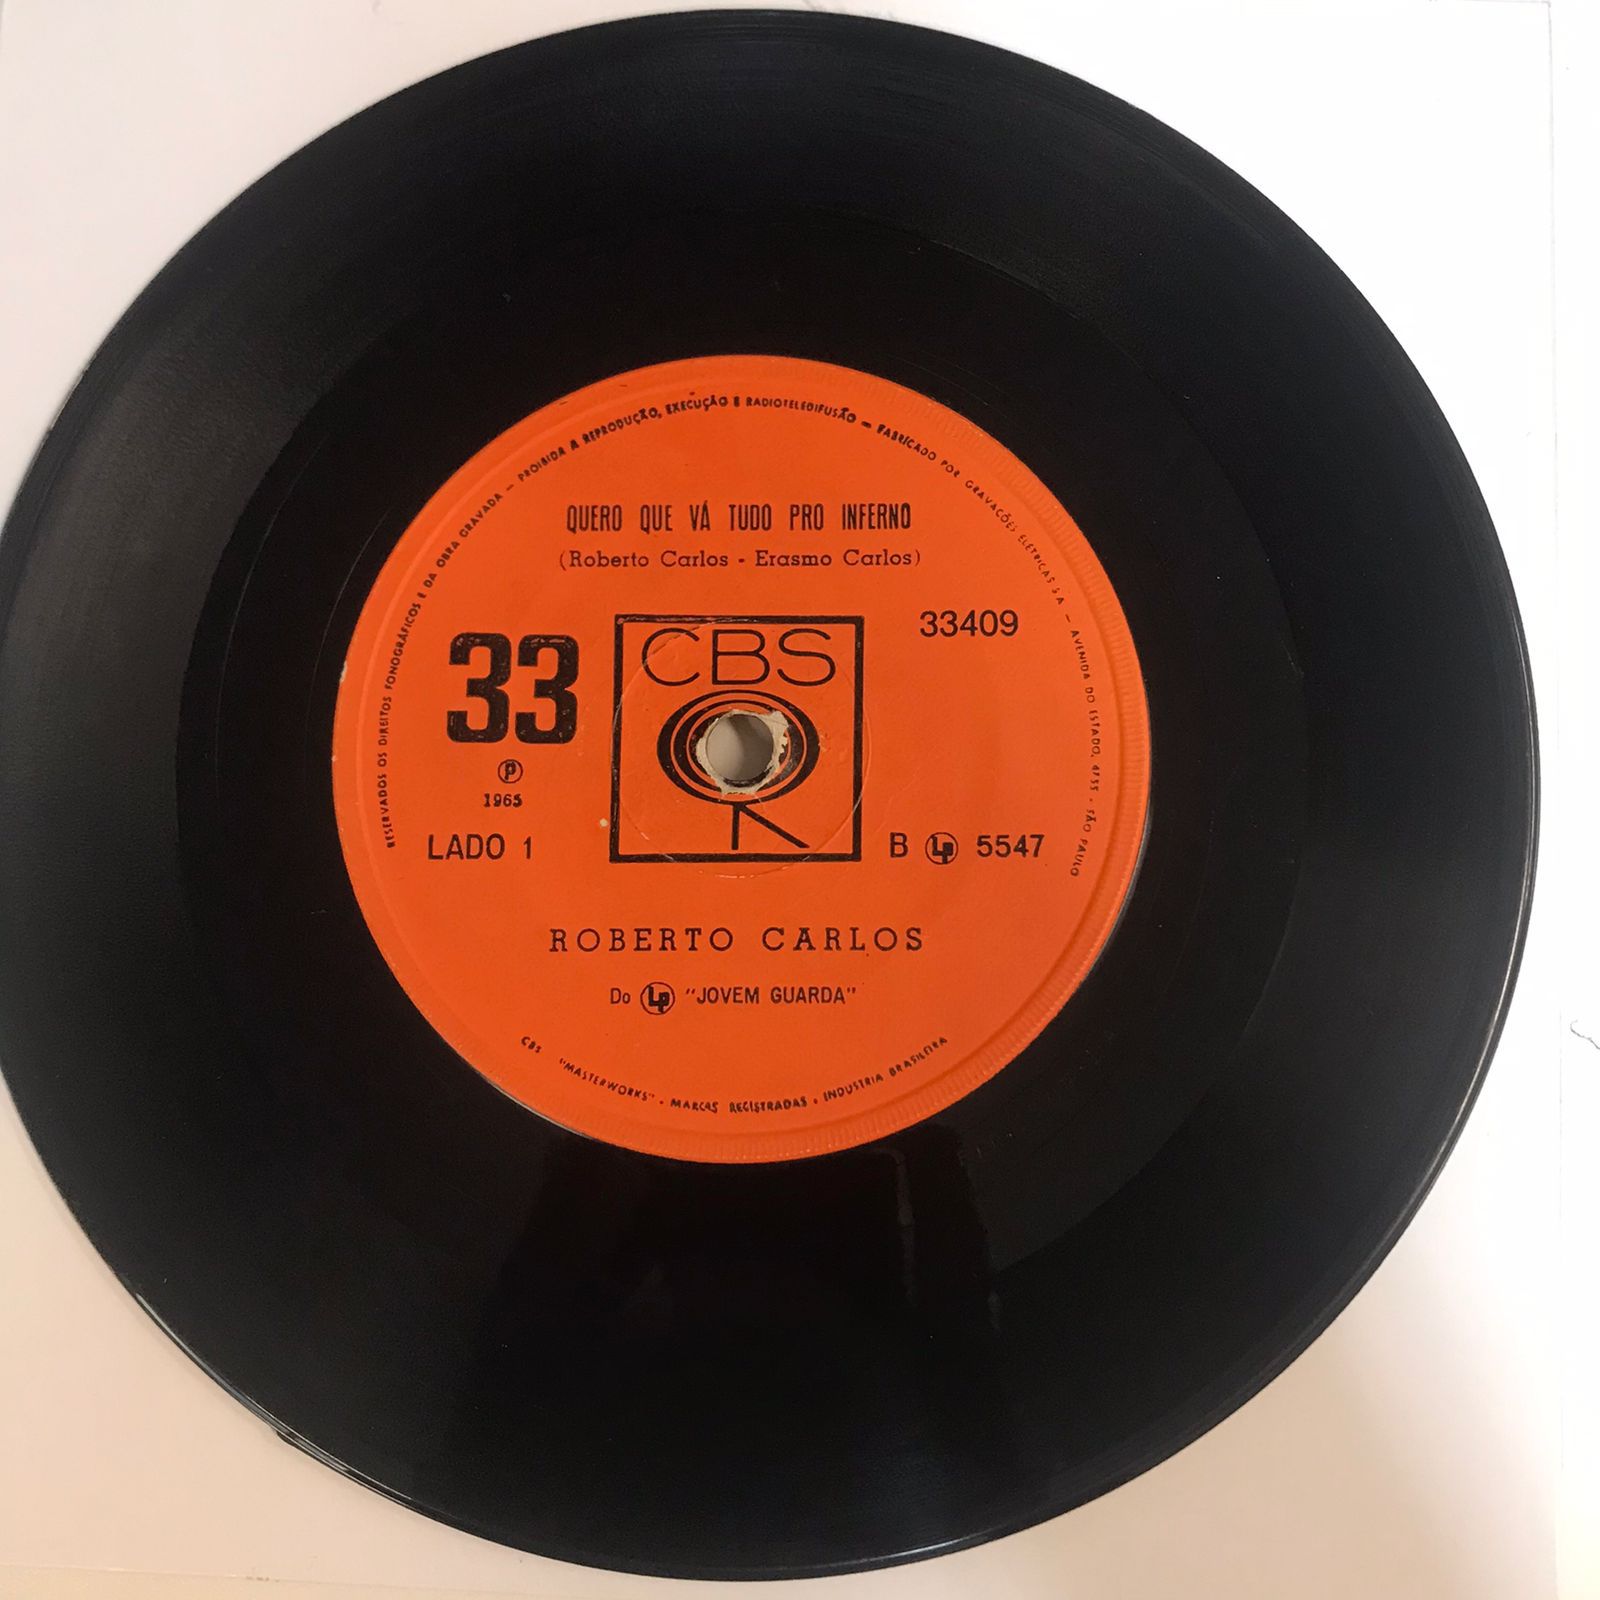 RESERVADOS OS DIREITOS FONOGRÁFICOS E DA OBRA GRAVADA — PROIBIDA A REPRODUÇÃO, EXECUÇÃO E RADIOTELEDIFUSÃO — FABRICADO POR GRAVAÇÕES ELÉTRICAS S.A. — AVENIDA DO ESTADO, 4755 - SÃO PAULO
QUERO QUE VÁ TUDO PRO INFERNO
(Roberto Carlos - Erasmo Carlos)
33409
33
CBS
℗
1965
LADO 1
B LP 5547
ROBERTO CARLOS
Do LP "JOVEM GUARDA"
CBS "MASTERWORKS" - MARCAS REGISTRADAS - INDUSTRIA BRASILEIRA